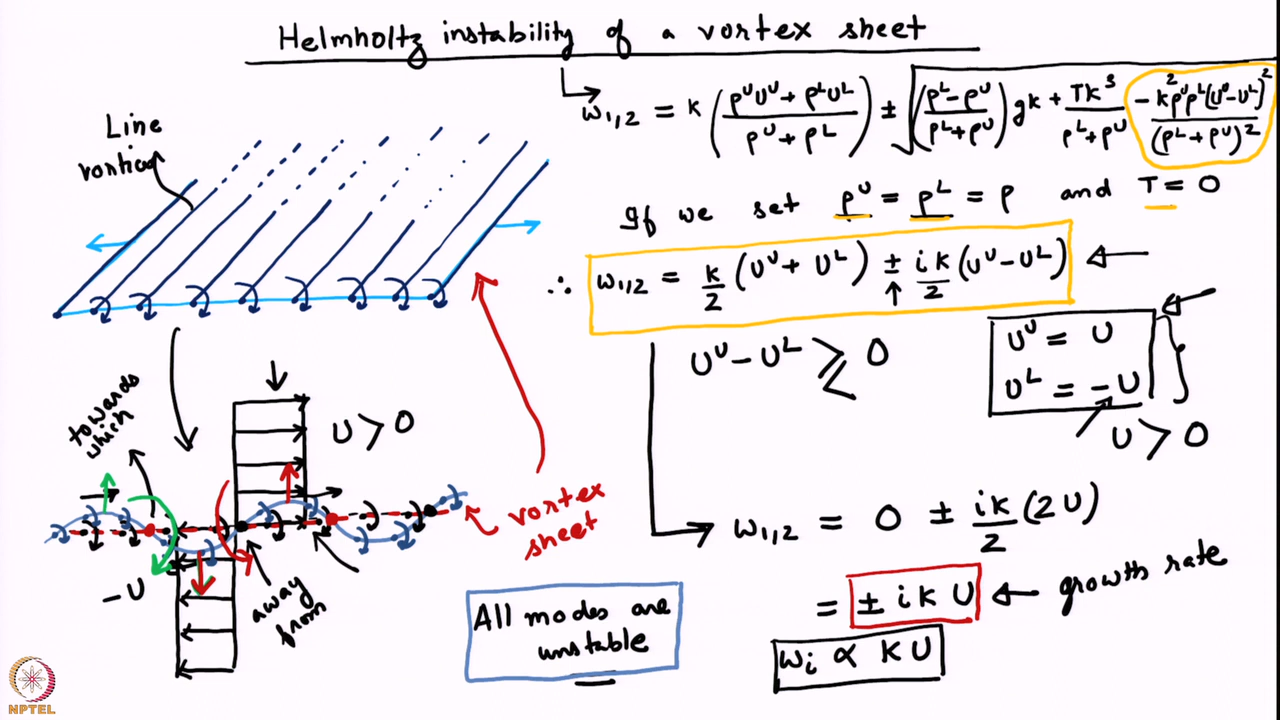 Helmholtz instability of a vortex sheet
ω₁,₂ = k ( (ρᵁUᵁ + ρᴸUᴸ) / (ρᵁ + ρᴸ) ) ± √( ((ρᴸ - ρᵁ) / (ρᴸ + ρᵁ)) gk + Tk³ / (ρᴸ + ρᵁ) - k²ρᵁρᴸ(Uᵁ - Uᴸ)² / (ρᴸ + ρᵁ)² )
Line
vortices
If we set ρᵁ = ρᴸ = ρ and T = 0
∴ ω₁,₂ = k/2 (Uᵁ + Uᴸ) ± ik/2 (Uᵁ - Uᴸ)
Uᵁ - Uᴸ ≷ 0
Uᵁ = U
Uᴸ = -U
U > 0
towards
which
U > 0
vortex
sheet
-U
away
from
ω₁,₂ = 0 ± ik/2 (2U)
= ± i k U ← growth rate
ωᵢ ∝ k U
All modes are
unstable
NPTEL